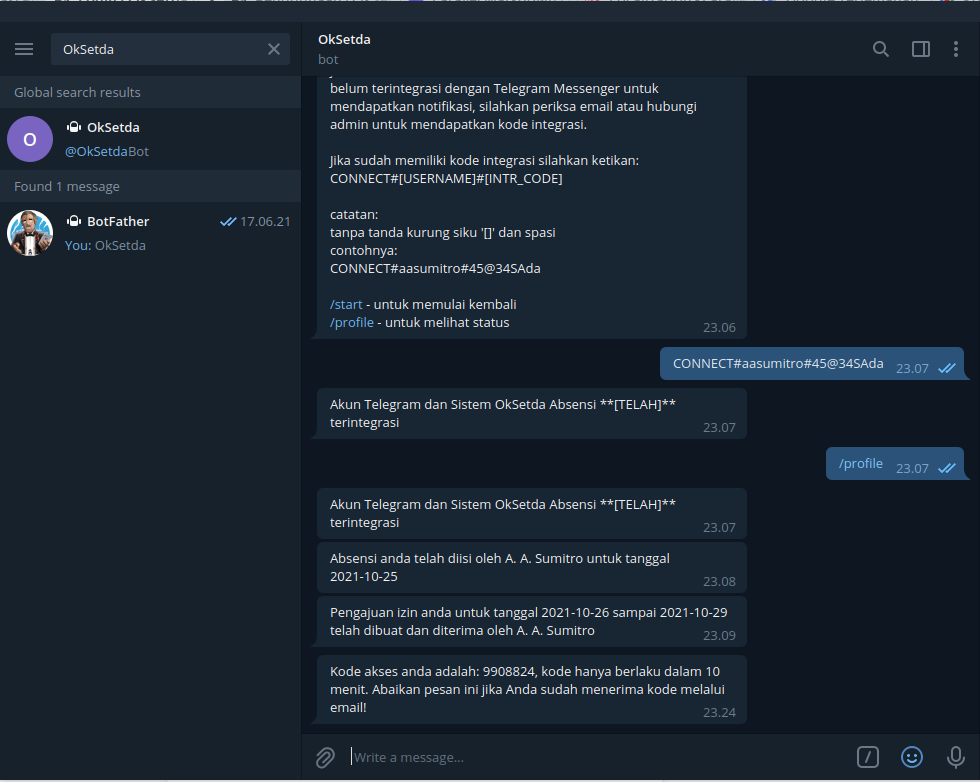 OkSetda
Global search results
O
OkSetda
@OkSetdaBot
Found 1 message
BotFather
17.06.21
You: OkSetda
OkSetda
bot
belum terintegrasi dengan Telegram Messenger untuk
mendapatkan notifikasi, silahkan periksa email atau hubungi
admin untuk mendapatkan kode integrasi.
Jika sudah memiliki kode integrasi silahkan ketikan:
CONNECT#[USERNAME]#[INTR_CODE]
catatan:
tanpa tanda kurung siku '[]' dan spasi
contohnya:
CONNECT#aasumitro#45@34SAda
/start - untuk memulai kembali
/profile - untuk melihat status
23.06
CONNECT#aasumitro#45@34SAda
23.07
Akun Telegram dan Sistem OkSetda Absensi **[TELAH]**
terintegrasi
23.07
/profile
23.07
Akun Telegram dan Sistem OkSetda Absensi **[TELAH]**
terintegrasi
23.07
Absensi anda telah diisi oleh A. A. Sumitro untuk tanggal
2021-10-25
23.08
Pengajuan izin anda untuk tanggal 2021-10-26 sampai 2021-10-29
telah dibuat dan diterima oleh A. A. Sumitro
23.09
Kode akses anda adalah: 9908824, kode hanya berlaku dalam 10
menit. Abaikan pesan ini jika Anda sudah menerima kode melalui
email!
23.24
Write a message...